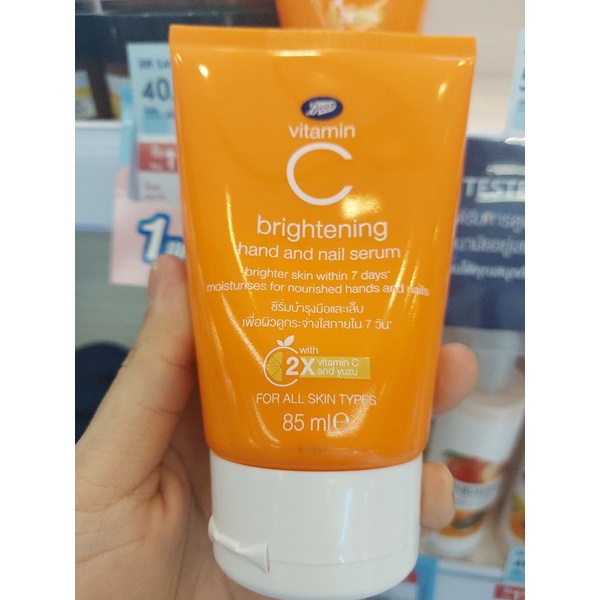 Boots
vitamin
C
brightening
hand and nail serum
brighter skin within 7 days*
moisturises for nourished hands and nails
ซีรั่มบำรุงมือและเล็บ
เพื่อผิวดูกระจ่างใสภายใน 7 วัน*
with
2X vitamin C
and yuzu
FOR ALL SKIN TYPES
85 ml e
40
TESTE